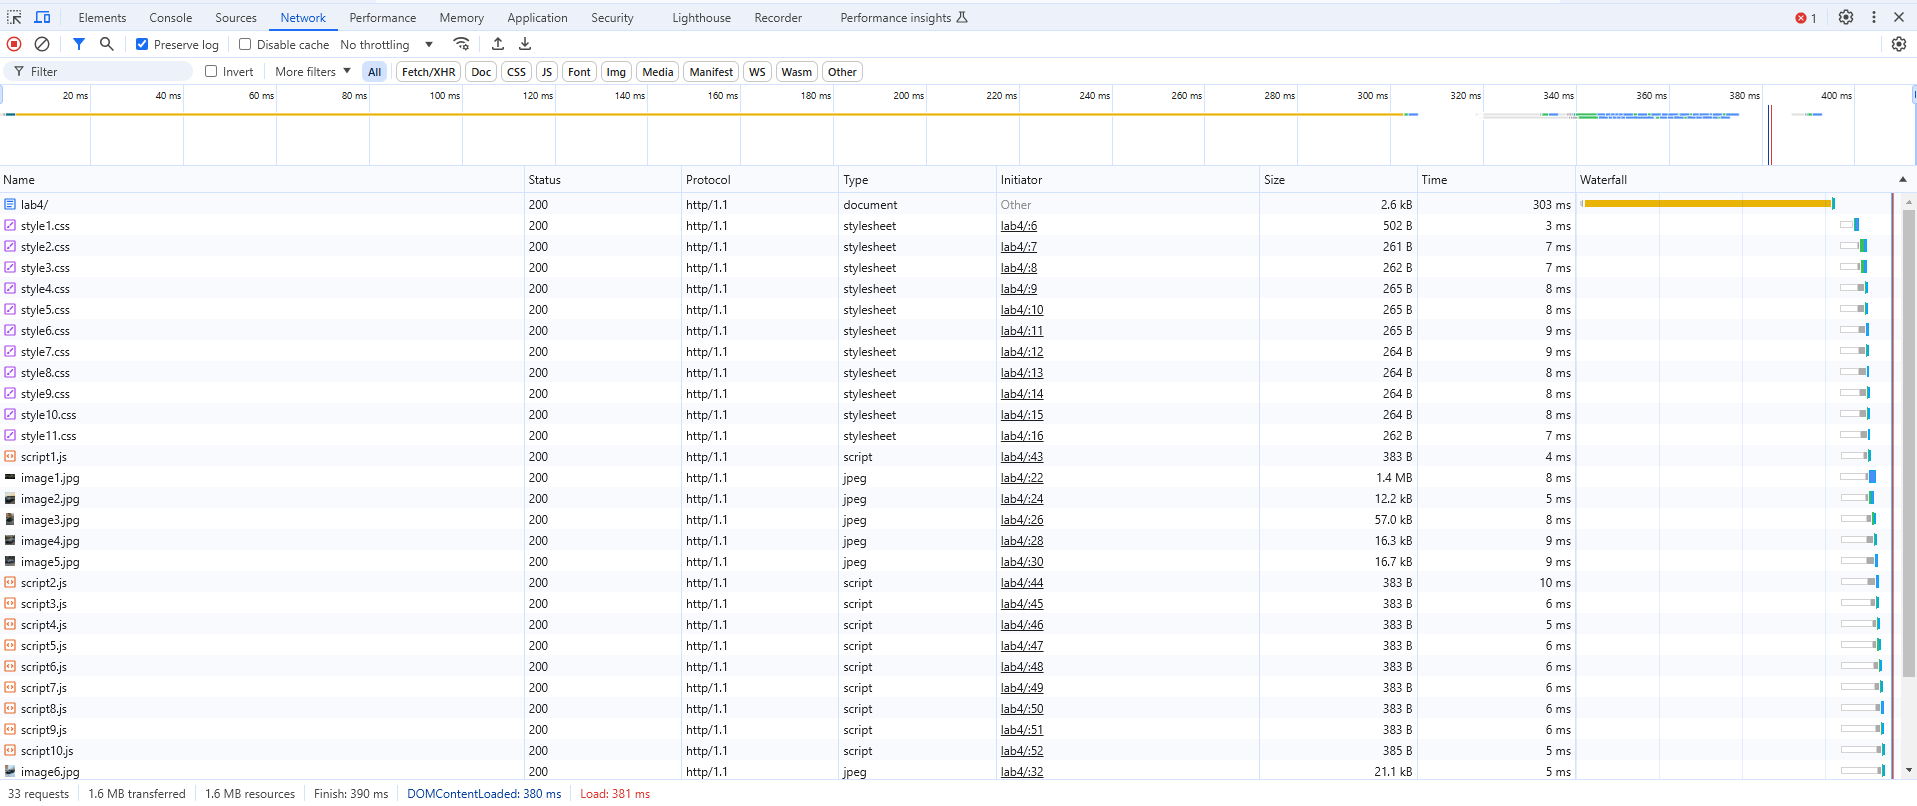 Elements Console Sources Network Performance Memory Application Security Lighthouse Recorder Performance insights 1
Preserve log Disable cache No throttling
Filter Invert More filters All Fetch/XHR Doc CSS JS Font Img Media Manifest WS Wasm Other
20 ms 40 ms 60 ms 80 ms 100 ms 120 ms 140 ms 160 ms 180 ms 200 ms 220 ms 240 ms 260 ms 280 ms 300 ms 320 ms 340 ms 360 ms 380 ms 400 ms
Name Status Protocol Type Initiator Size Time Waterfall
lab4/ 200 http/1.1 document Other 2.6 kB 303 ms
style1.css 200 http/1.1 stylesheet lab4/:6 502 B 3 ms
style2.css 200 http/1.1 stylesheet lab4/:7 261 B 7 ms
style3.css 200 http/1.1 stylesheet lab4/:8 262 B 7 ms
style4.css 200 http/1.1 stylesheet lab4/:9 265 B 8 ms
style5.css 200 http/1.1 stylesheet lab4/:10 265 B 8 ms
style6.css 200 http/1.1 stylesheet lab4/:11 265 B 9 ms
style7.css 200 http/1.1 stylesheet lab4/:12 264 B 9 ms
style8.css 200 http/1.1 stylesheet lab4/:13 264 B 8 ms
style9.css 200 http/1.1 stylesheet lab4/:14 264 B 8 ms
style10.css 200 http/1.1 stylesheet lab4/:15 264 B 8 ms
style11.css 200 http/1.1 stylesheet lab4/:16 262 B 7 ms
script1.js 200 http/1.1 script lab4/:43 383 B 4 ms
image1.jpg 200 http/1.1 jpeg lab4/:22 1.4 MB 8 ms
image2.jpg 200 http/1.1 jpeg lab4/:24 12.2 kB 5 ms
image3.jpg 200 http/1.1 jpeg lab4/:26 57.0 kB 8 ms
image4.jpg 200 http/1.1 jpeg lab4/:28 16.3 kB 9 ms
image5.jpg 200 http/1.1 jpeg lab4/:30 16.7 kB 9 ms
script2.js 200 http/1.1 script lab4/:44 383 B 10 ms
script3.js 200 http/1.1 script lab4/:45 383 B 6 ms
script4.js 200 http/1.1 script lab4/:46 383 B 5 ms
script5.js 200 http/1.1 script lab4/:47 383 B 6 ms
script6.js 200 http/1.1 script lab4/:48 383 B 6 ms
script7.js 200 http/1.1 script lab4/:49 383 B 6 ms
script8.js 200 http/1.1 script lab4/:50 383 B 6 ms
script9.js 200 http/1.1 script lab4/:51 383 B 6 ms
script10.js 200 http/1.1 script lab4/:52 385 B 5 ms
image6.jpg 200 http/1.1 jpeg lab4/:32 21.1 kB 5 ms
33 requests 1.6 MB transferred 1.6 MB resources Finish: 390 ms DOMContentLoaded: 380 ms Load: 381 ms